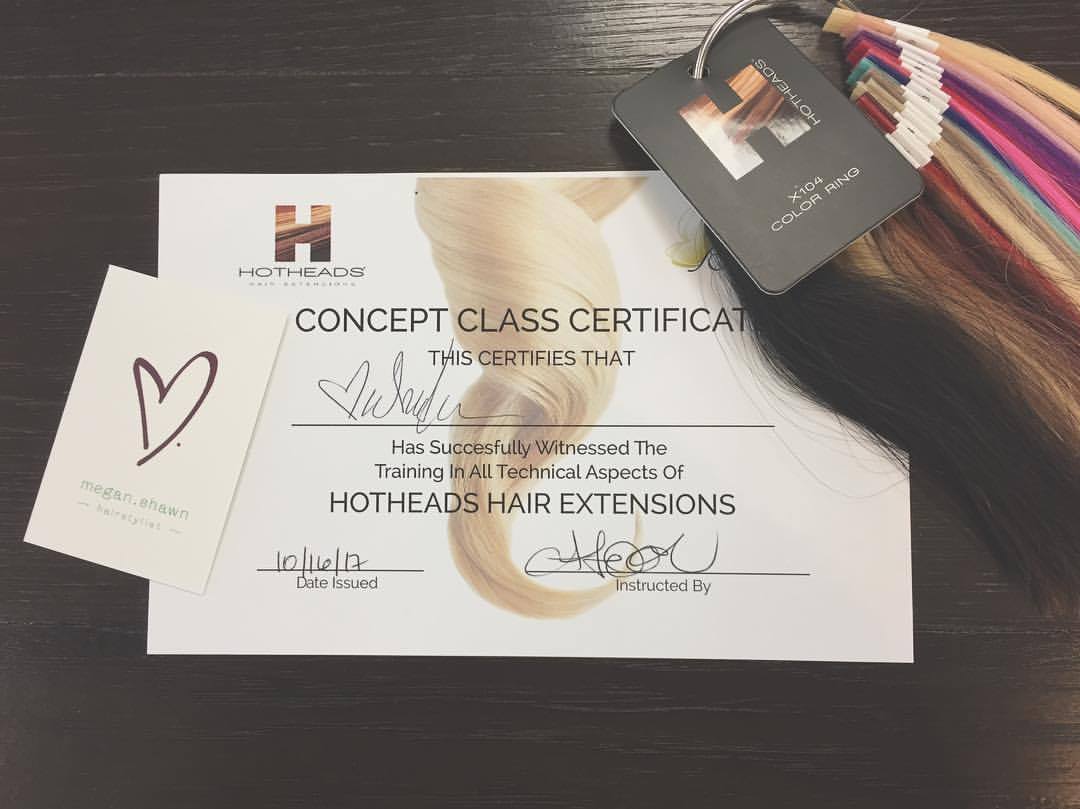 HOTHEADS
X104
COLOR RING
HOTHEADS®
HAIR EXTENSIONS
CONCEPT CLASS CERTIFICAT
THIS CERTIFIES THAT
Has Succesfully Witnessed The
Training In All Technical Aspects Of
HOTHEADS HAIR EXTENSIONS
10/16/17
Date Issued
Instructed By
megan.shawn
— hairstylist —